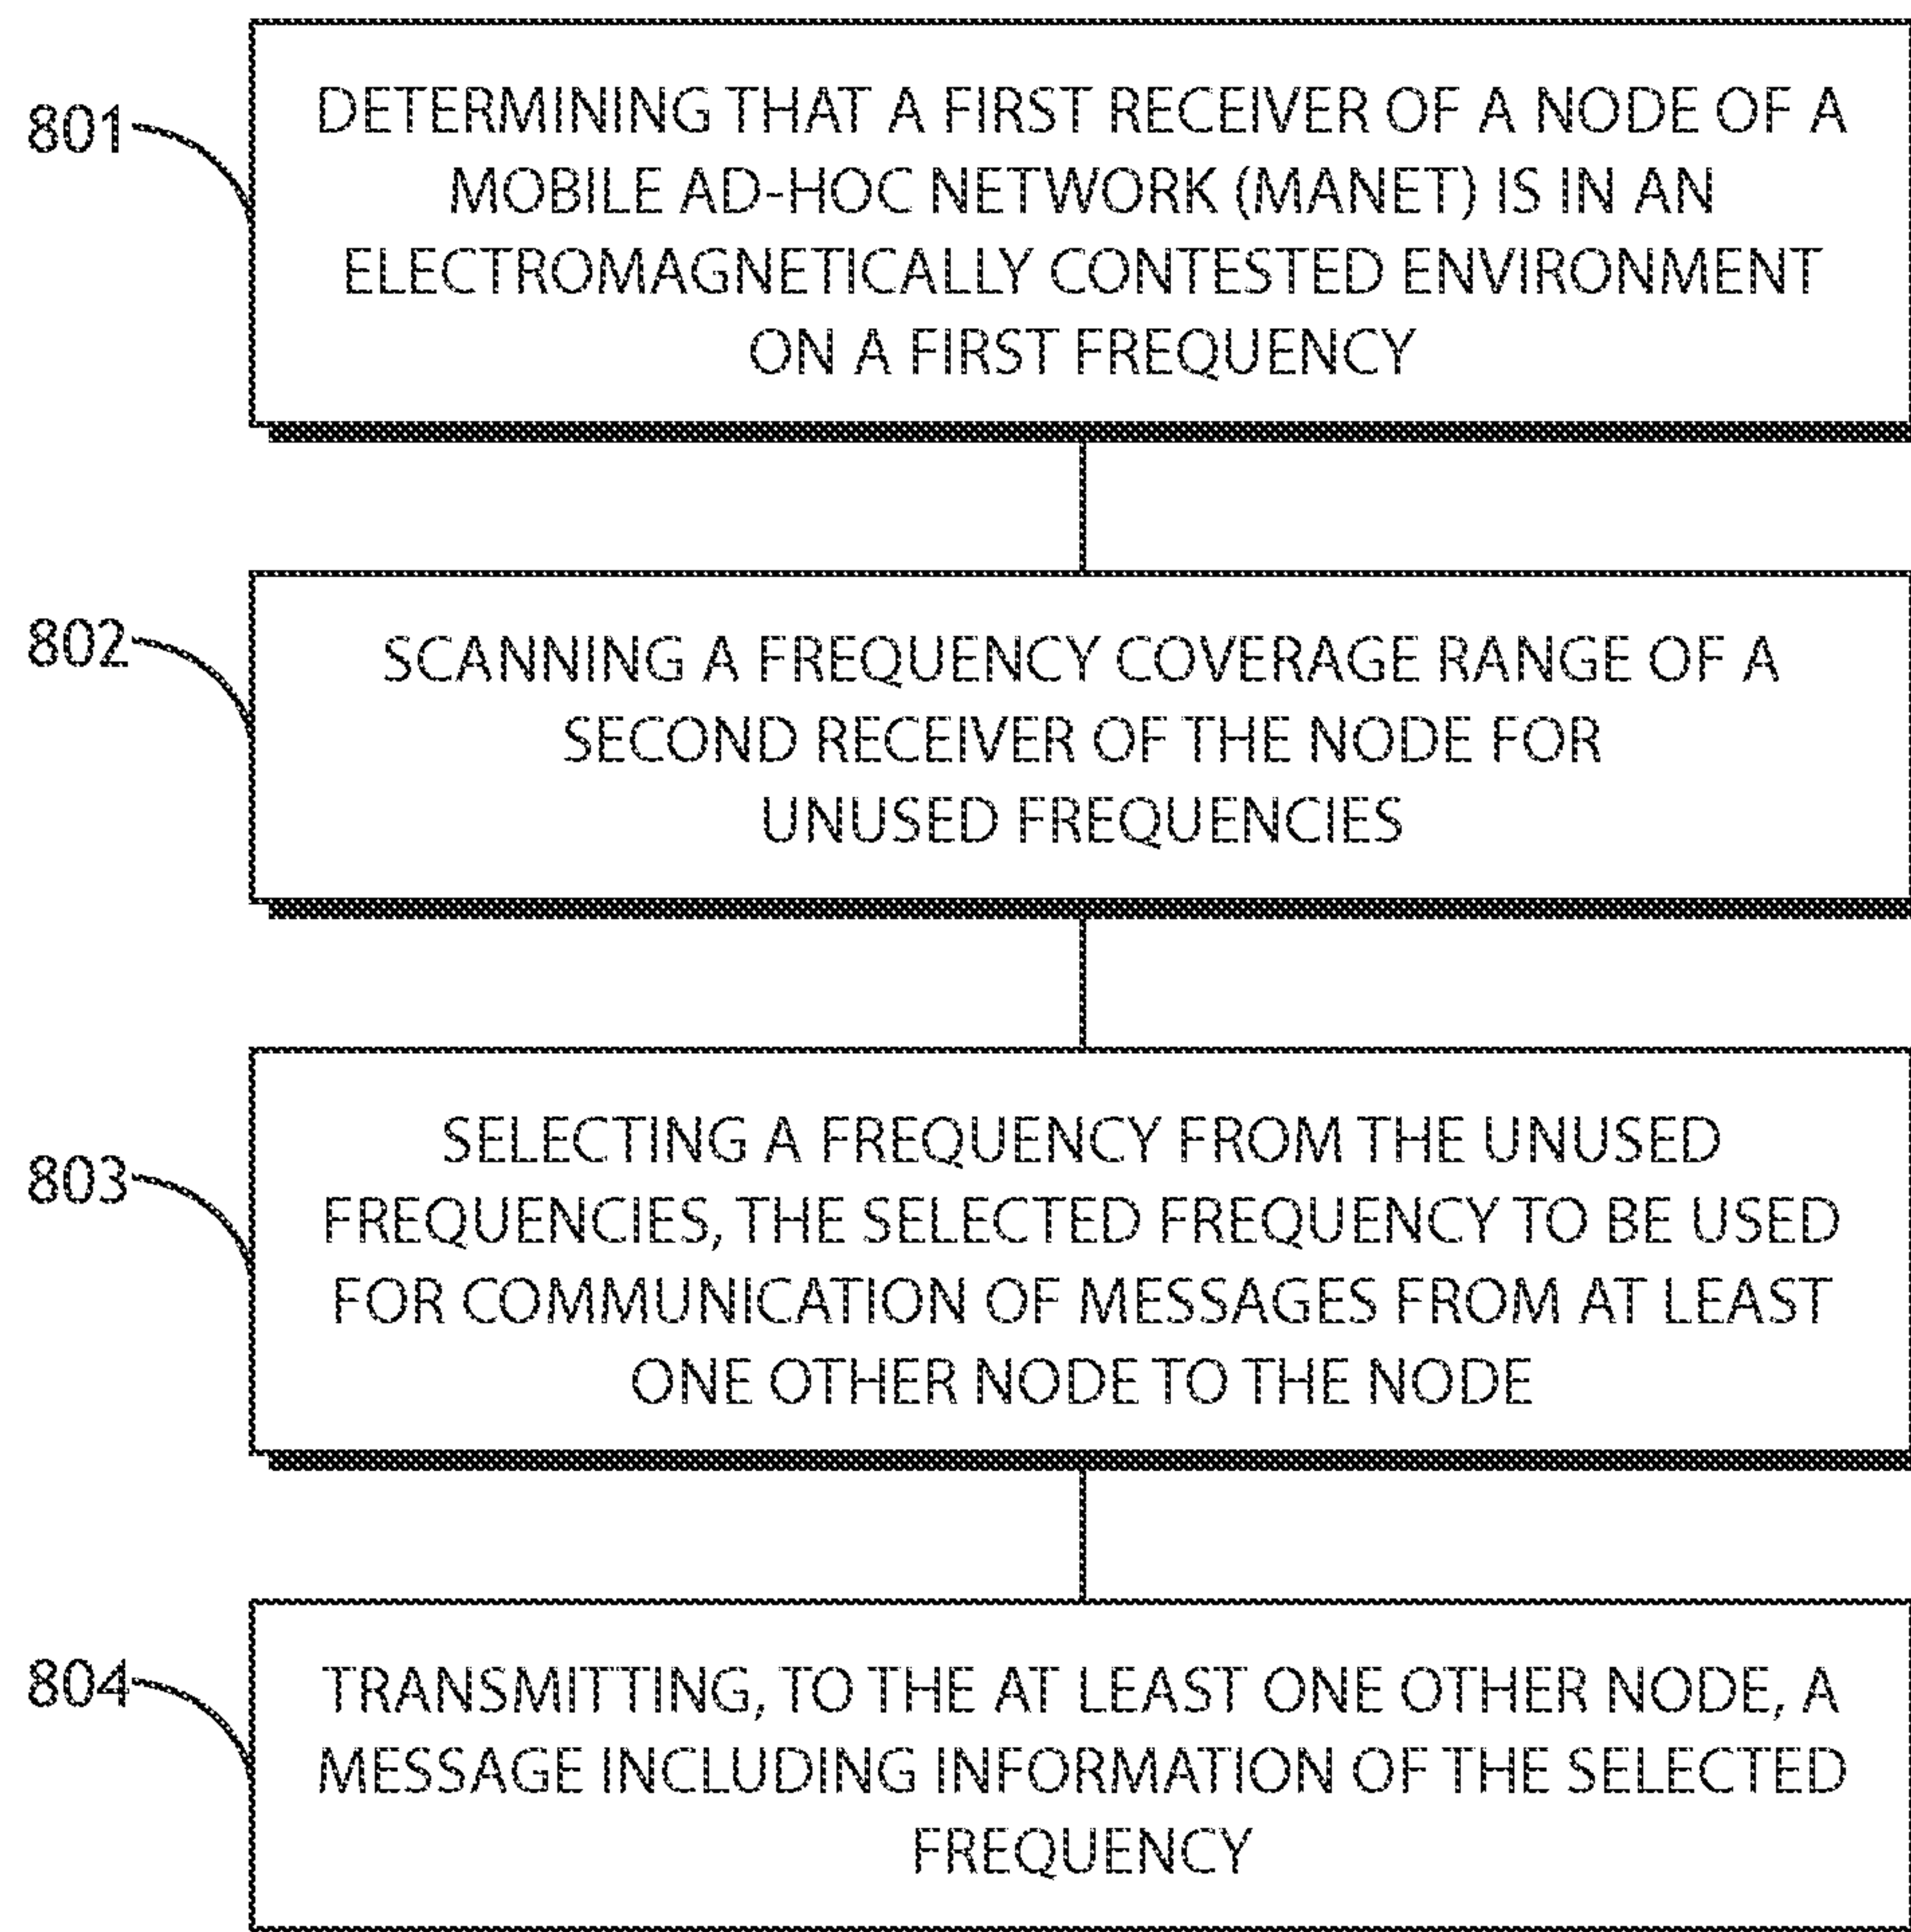 801
DETERMINING THAT A FIRST RECEIVER OF A NODE OF A
MOBILE AD-HOC NETWORK (MANET) IS IN AN
ELECTROMAGNETICALLY CONTESTED ENVIRONMENT
ON A FIRST FREQUENCY
802
SCANNING A FREQUENCY COVERAGE RANGE OF A
SECOND RECEIVER OF THE NODE FOR
UNUSED FREQUENCIES
803
SELECTING A FREQUENCY FROM THE UNUSED
FREQUENCIES, THE SELECTED FREQUENCY TO BE USED
FOR COMMUNICATION OF MESSAGES FROM AT LEAST
ONE OTHER NODE TO THE NODE
804
TRANSMITTING, TO THE AT LEAST ONE OTHER NODE, A
MESSAGE INCLUDING INFORMATION OF THE SELECTED
FREQUENCY